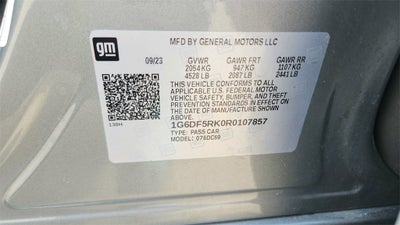 gm
MFD BY GENERAL MOTORS LLC
09/23 GVWR GAWR FRT GAWR RR
2054 KG 947 KG 1107 KG
4528 LB 2087 LB 2441 LB
THIS VEHICLE CONFORMS TO ALL
APPLICABLE U.S. FEDERAL MOTOR
VEHICLE SAFETY, BUMPER, AND THEFT
PREVENTION STANDARDS IN EFFECT ON
THE DATE OF MANUFACTURE SHOWN
ABOVE.
1G6DF5RK0R0107857
TYPE: PASS CAR
MODEL: 076DC69